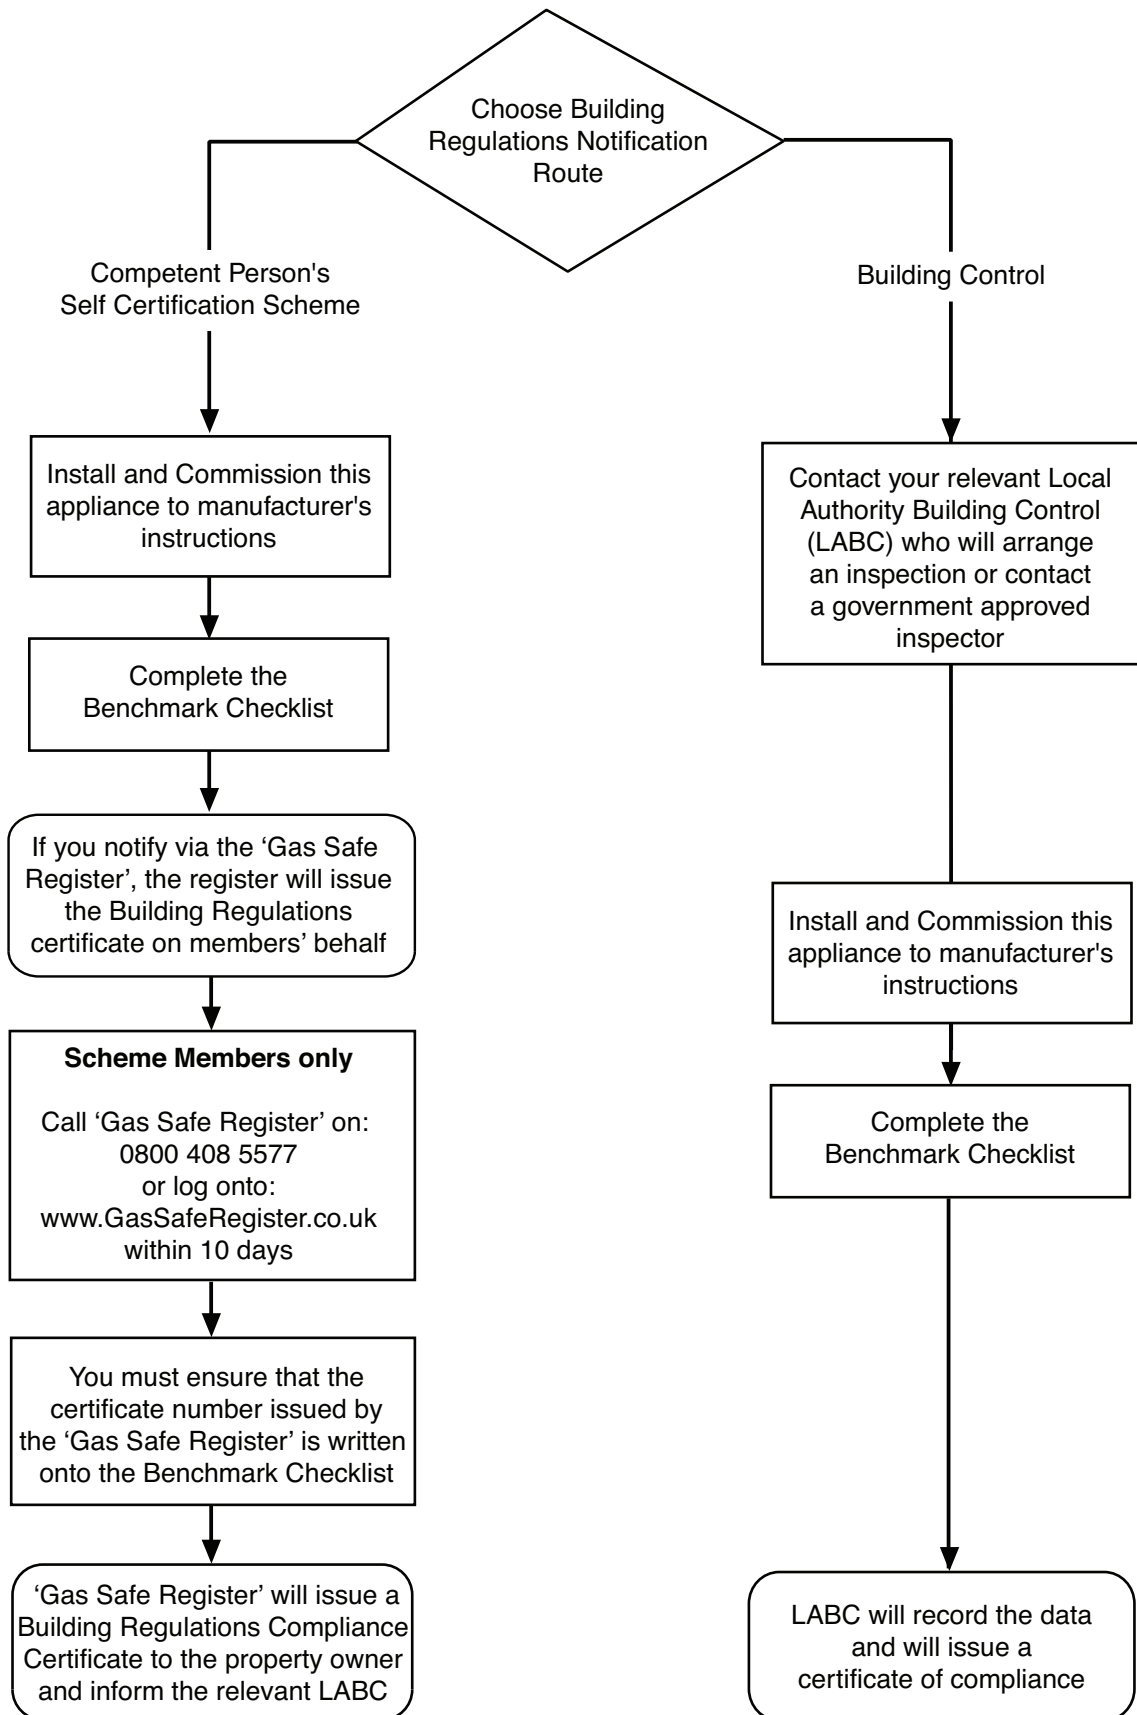 Choose Building
Regulations Notification
Route
Competent Person's
Self Certification Scheme
Building Control
Install and Commission this
appliance to manufacturer's
instructions
Complete the
Benchmark Checklist
If you notify via the ‘Gas Safe
Register’, the register will issue
the Building Regulations
certificate on members’ behalf
Scheme Members only
Call ‘Gas Safe Register’ on:
0800 408 5577
or log onto:
www.GasSafeRegister.co.uk
within 10 days
You must ensure that the
certificate number issued by
the ‘Gas Safe Register’ is written
onto the Benchmark Checklist
‘Gas Safe Register’ will issue a
Building Regulations Compliance
Certificate to the property owner
and inform the relevant LABC
Contact your relevant Local
Authority Building Control
(LABC) who will arrange
an inspection or contact
a government approved
inspector
Install and Commission this
appliance to manufacturer's
instructions
Complete the
Benchmark Checklist
LABC will record the data
and will issue a
certificate of compliance